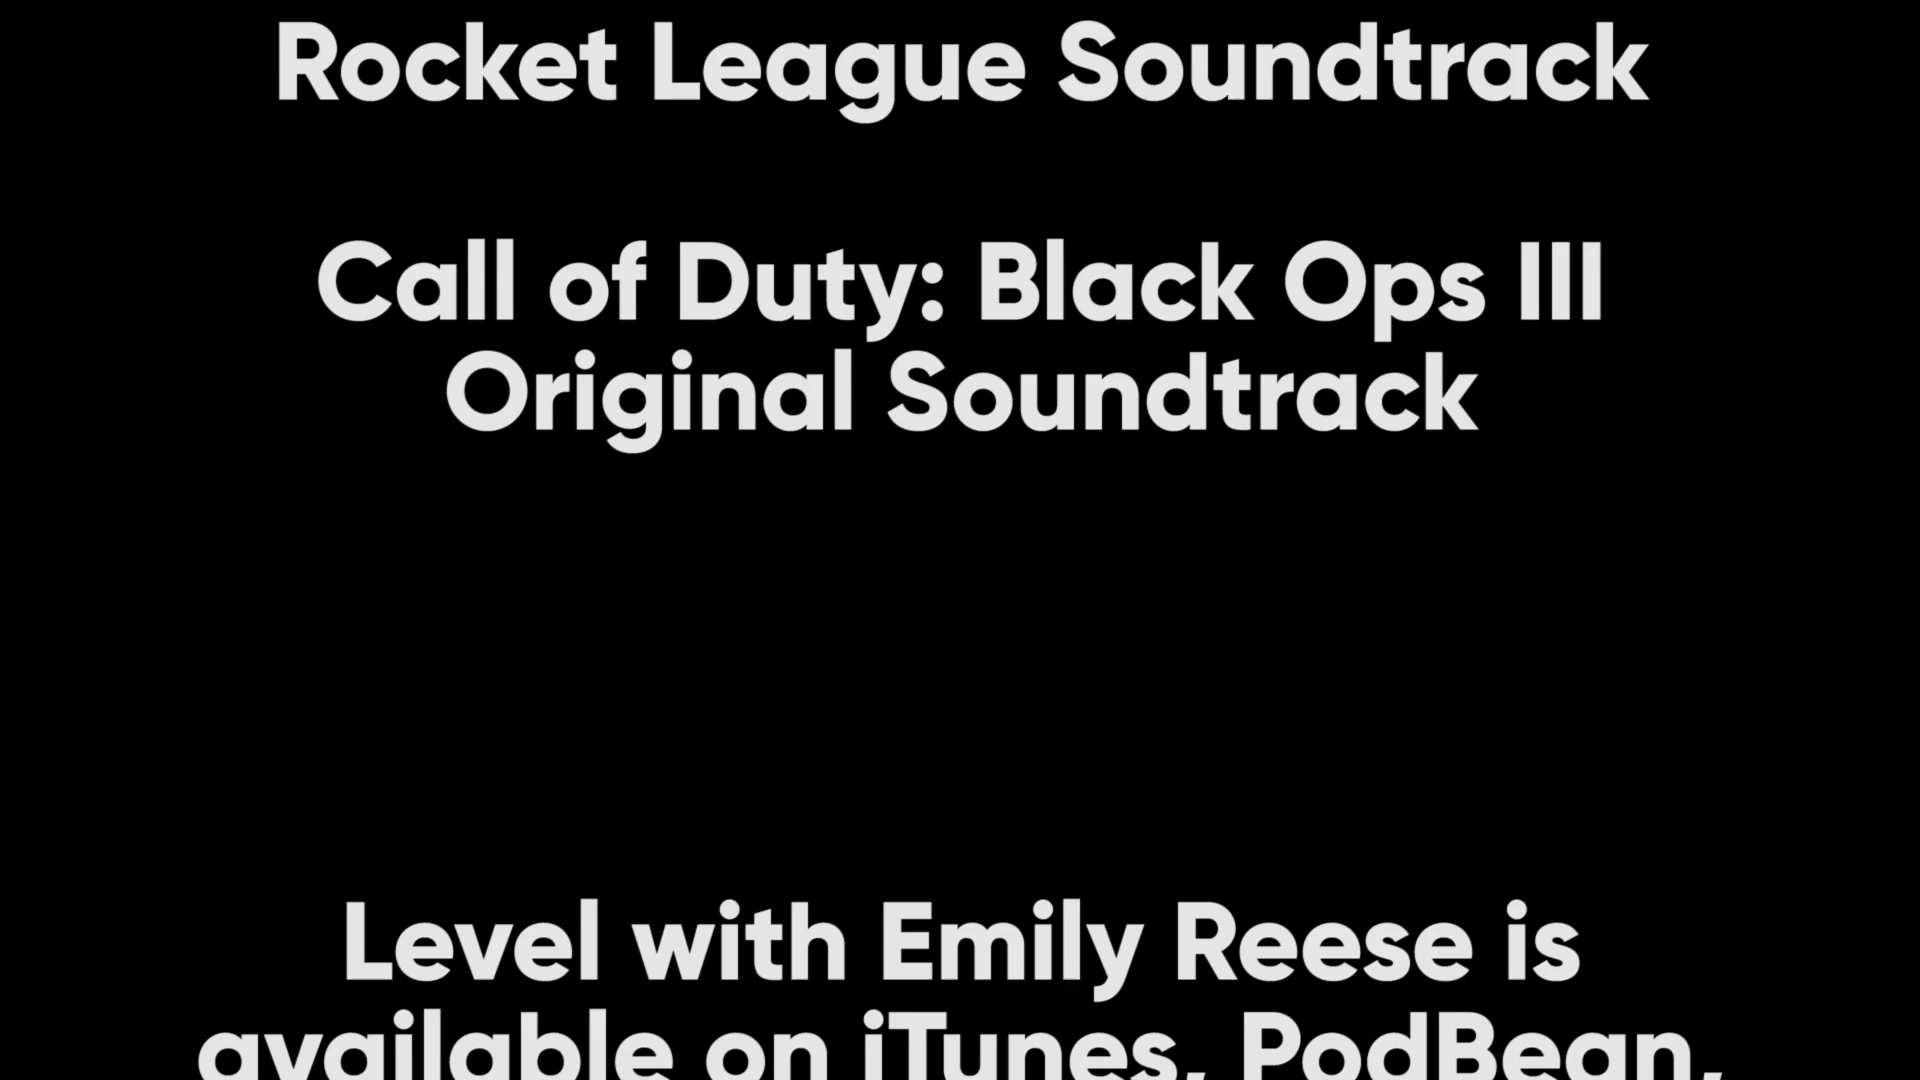 Rocket League Soundtrack
Call of Duty: Black Ops III
Original Soundtrack
Level with Emily Reese is
available on iTunes, PodBean,